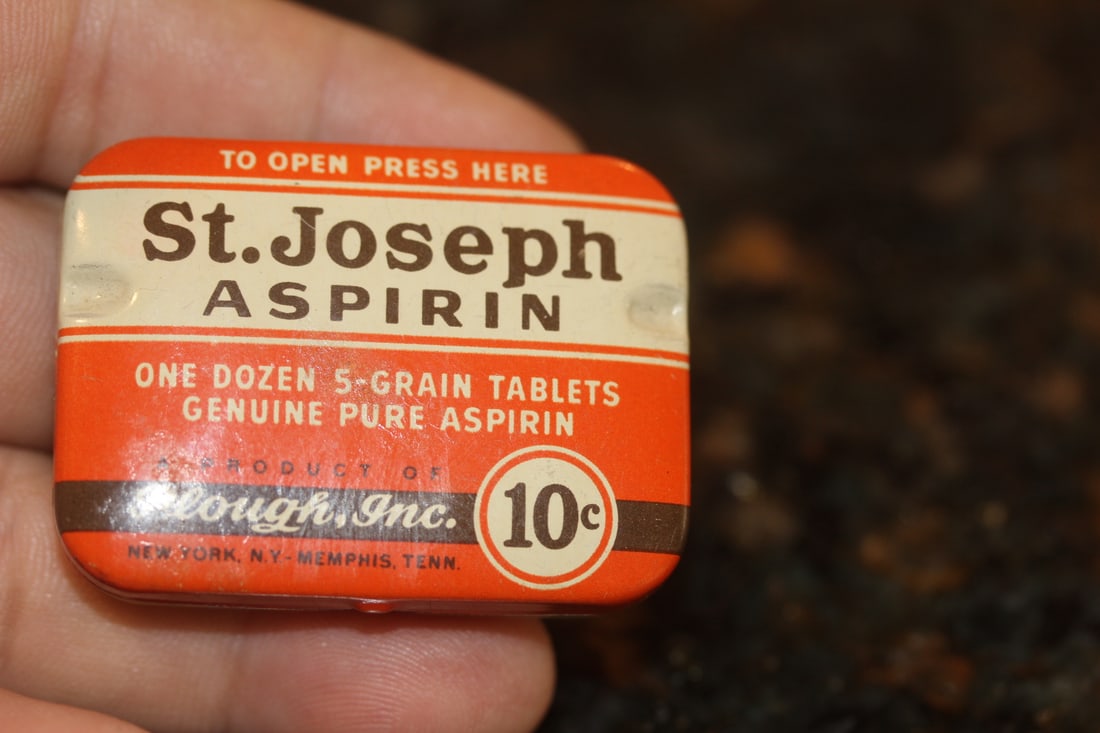 TO OPEN PRESS HERE
St. Joseph
ASPIRIN
ONE DOZEN 5-GRAIN TABLETS
GENUINE PURE ASPIRIN
A PRODUCT OF
Plough, Inc.
10c
NEW YORK, N.Y.-MEMPHIS, TENN.